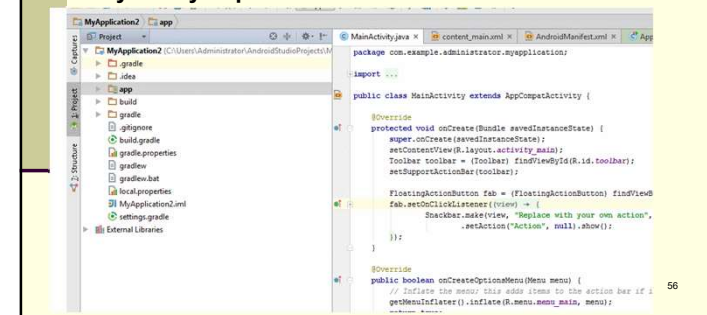 MyApplication2 app
Captures
1: Project
2: Structure
Project
MyApplication2 (C:\Users\Administrator\AndroidStudioProjects\M
.gradle
.idea
app
build
gradle
.gitignore
build.gradle
gradle.properties
gradlew
gradlew.bat
local.properties
MyApplication2.iml
settings.gradle
External Libraries
MainActivity.java × content_main.xml × AndroidManifest.xml × App
package com.example.administrator.myapplication;
import ...
public class MainActivity extends AppCompatActivity {
@Override
protected void onCreate(Bundle savedInstanceState) {
super.onCreate(savedInstanceState);
setContentView(R.layout.activity_main);
Toolbar toolbar = (Toolbar) findViewById(R.id.toolbar);
setSupportActionBar(toolbar);
FloatingActionButton fab = (FloatingActionButton) findViewB
fab.setOnClickListener((view) → {
Snackbar.make(view, "Replace with your own action",
.setAction("Action", null).show();
});
}
@Override
public boolean onCreateOptionsMenu(Menu menu) {
// Inflate the menu; this adds items to the action bar if i
getMenuInflater().inflate(R.menu.menu_main, menu);
56